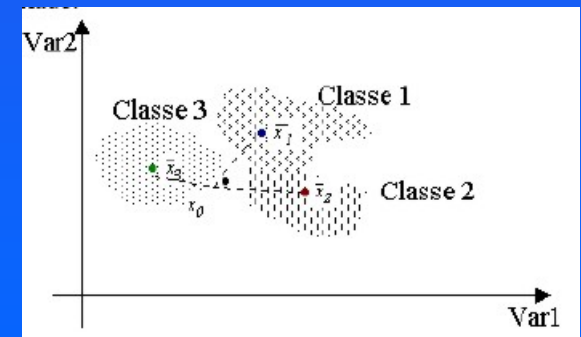 Var2
Classe 1
Classe 3
x̄1
x̄3
x̄2
Classe 2
x0
Var1